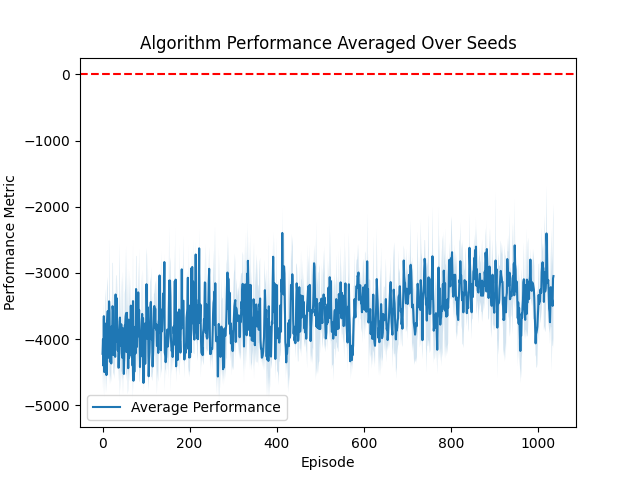 Algorithm Performance Averaged Over Seeds
Performance Metric
0
−1000
−2000
−3000
−4000
−5000
Average Performance
0 200 400 600 800 1000
Episode